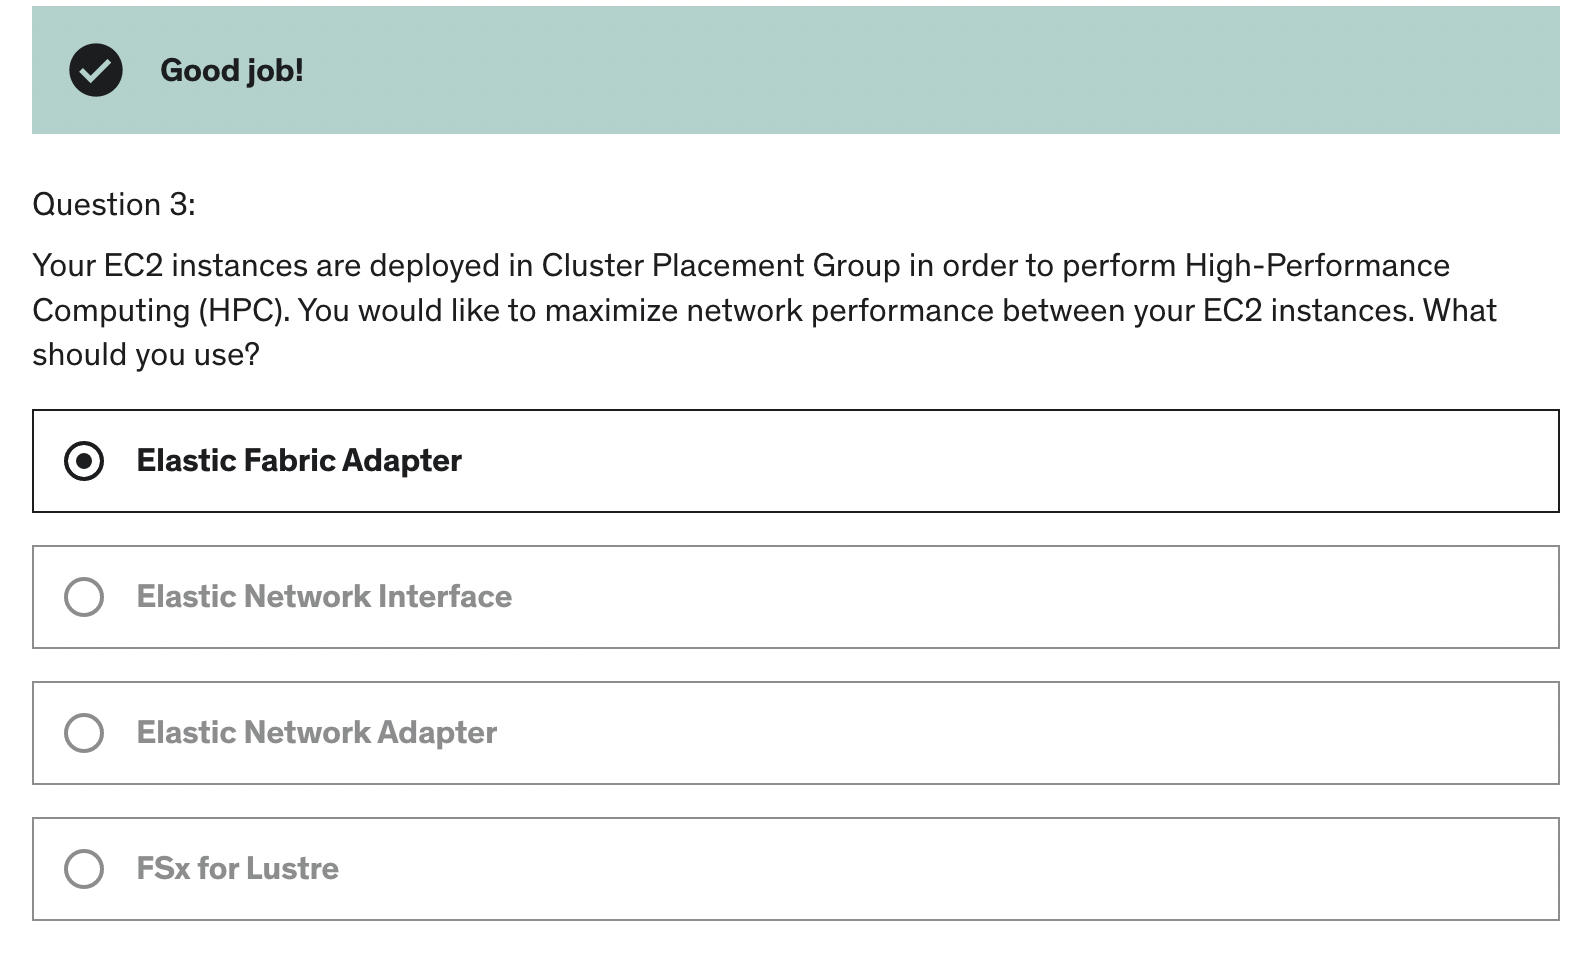 Good job!
Question 3:
Your EC2 instances are deployed in Cluster Placement Group in order to perform High-Performance
Computing (HPC). You would like to maximize network performance between your EC2 instances. What
should you use?
Elastic Fabric Adapter
Elastic Network Interface
Elastic Network Adapter
FSx for Lustre